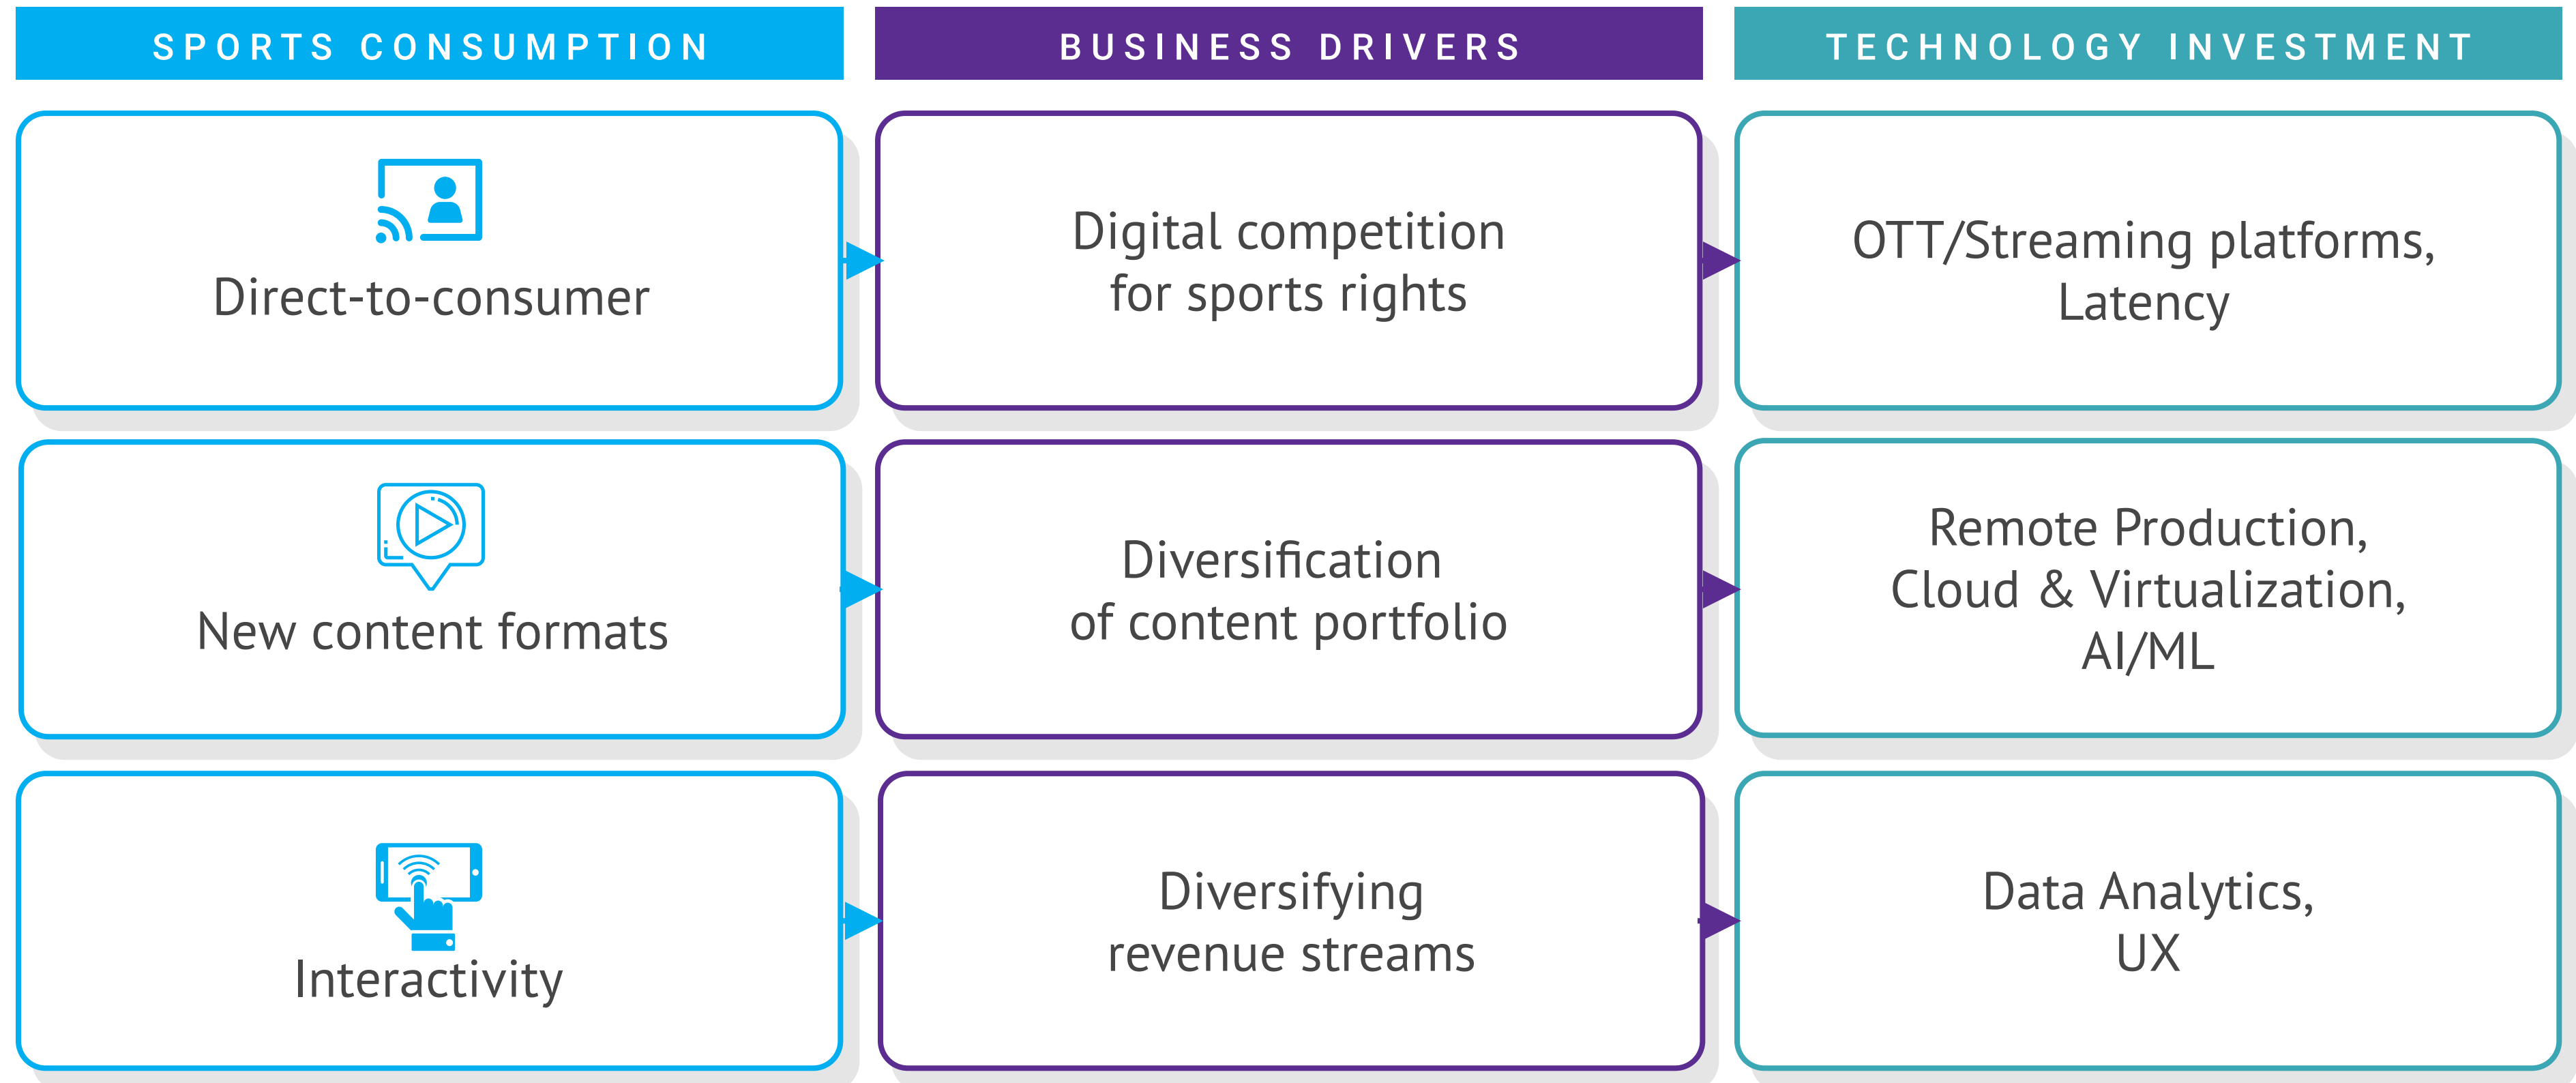 SPORTS CONSUMPTION
BUSINESS DRIVERS
TECHNOLOGY INVESTMENT
Direct-to-consumer
Digital competition
for sports rights
OTT/Streaming platforms,
Latency
New content formats
Diversification
of content portfolio
Remote Production,
Cloud & Virtualization,
AI/ML
Interactivity
Diversifying
revenue streams
Data Analytics,
UX